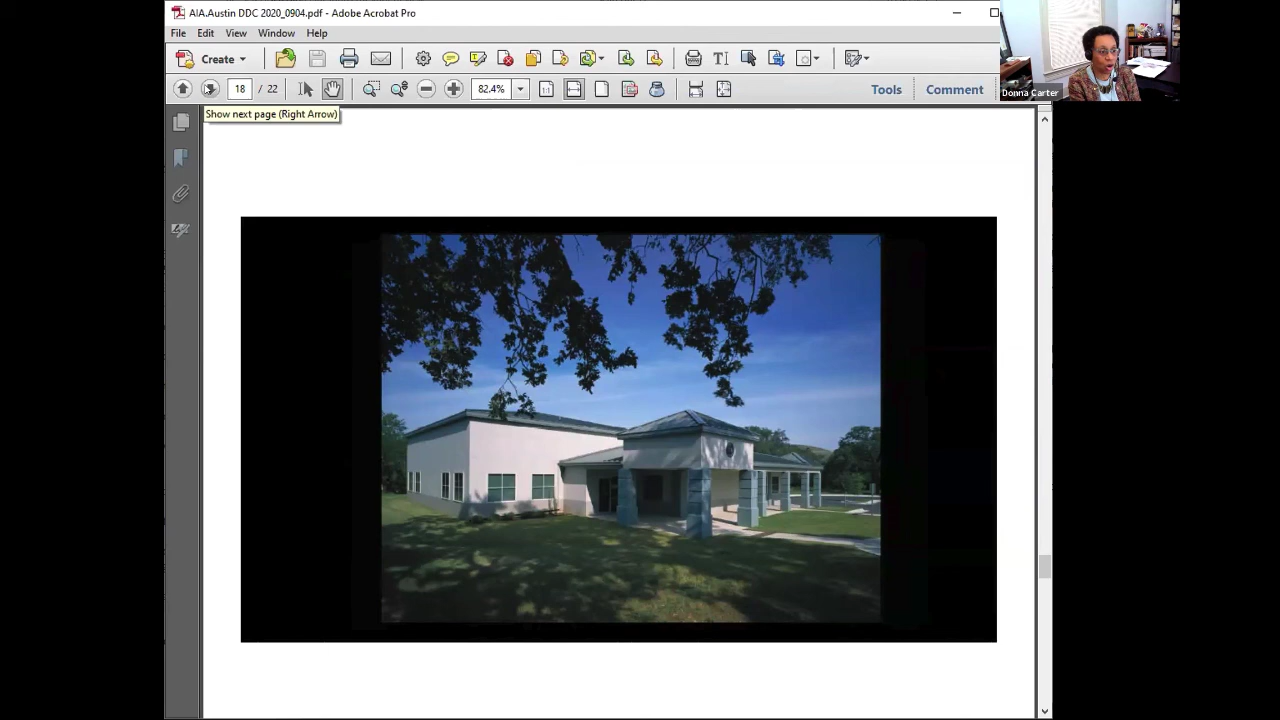 AIA.Austin DDC 2020_0904.pdf - Adobe Acrobat Pro
File Edit View Window Help
Create
18 / 22 82.4% Tools Comment
Show next page (Right Arrow)
Donna Carter